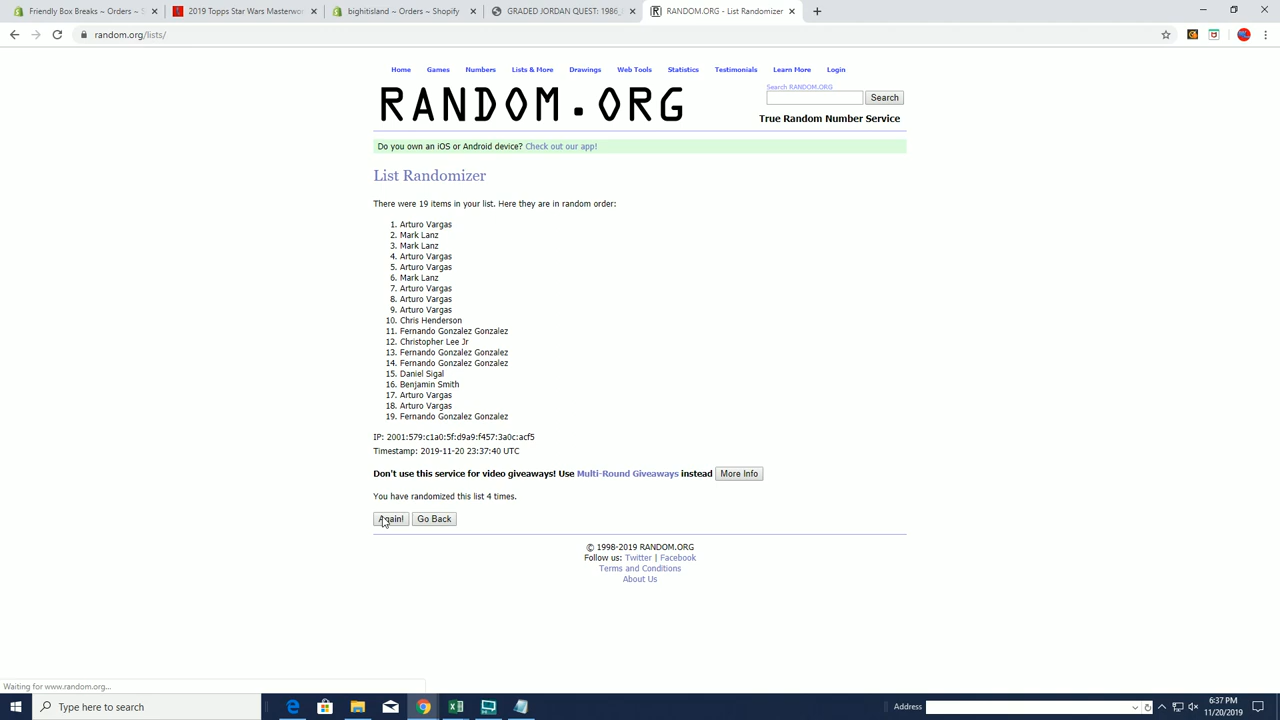 Friendly Box Breaks ~ Orders ~ S
2019 Topps Star Wars Masterwo
bightitisland ~ Orders ~ Shopify
GRADED JORDAN QUEST: 1986
RANDOM.ORG - List Randomizer
random.org/lists/
Home Games Numbers Lists & More Drawings Web Tools Statistics Testimonials Learn More Login
RANDOM.ORG
Search RANDOM.ORG
Search
True Random Number Service
Do you own an iOS or Android device? Check out our app!
List Randomizer
There were 19 items in your list. Here they are in random order:
1. Arturo Vargas
2. Mark Lanz
3. Mark Lanz
4. Arturo Vargas
5. Arturo Vargas
6. Mark Lanz
7. Arturo Vargas
8. Arturo Vargas
9. Arturo Vargas
10. Chris Henderson
11. Fernando Gonzalez Gonzalez
12. Christopher Lee Jr
13. Fernando Gonzalez Gonzalez
14. Fernando Gonzalez Gonzalez
15. Daniel Sigal
16. Benjamin Smith
17. Arturo Vargas
18. Arturo Vargas
19. Fernando Gonzalez Gonzalez
IP: 2001:579:c1a0:5f:d9a9:f457:3a0c:acf5
Timestamp: 2019-11-20 23:37:40 UTC
Don't use this service for video giveaways! Use Multi-Round Giveaways instead More Info
You have randomized this list 4 times.
Again! Go Back
© 1998-2019 RANDOM.ORG
Follow us: Twitter | Facebook
Terms and Conditions
About Us
Waiting for www.random.org...
Type here to search
Address
6:37 PM
11/20/2019